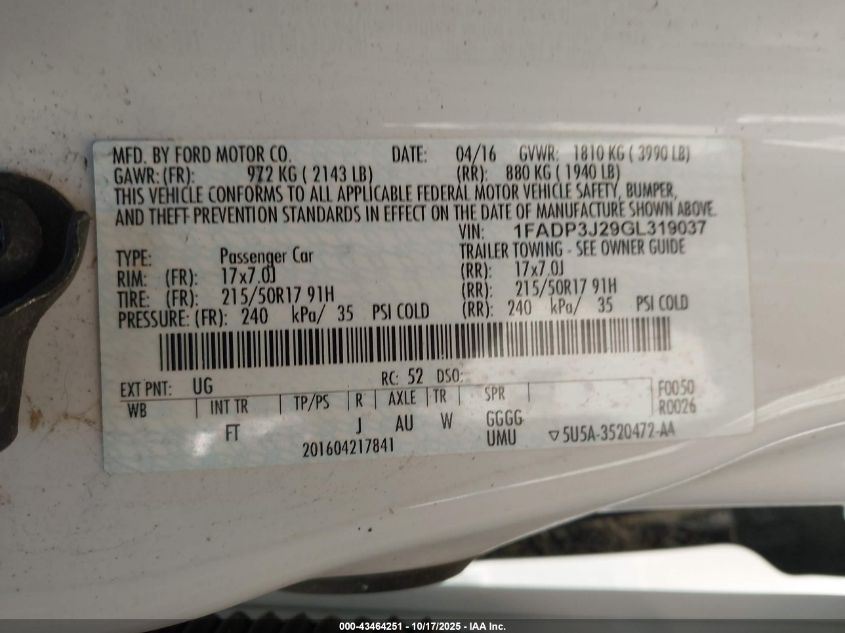 MFD. BY FORD MOTOR CO. DATE: 04/16 GVWR: 1810 KG ( 3990 LB)
GAWR: (FR): 972 KG ( 2143 LB) (RR): 880 KG ( 1940 LB)
THIS VEHICLE CONFORMS TO ALL APPLICABLE FEDERAL MOTOR VEHICLE SAFETY, BUMPER,
AND THEFT PREVENTION STANDARDS IN EFFECT ON THE DATE OF MANUFACTURE SHOWN ABOVE.
VIN: 1FADP3J29GL319037
TYPE: Passenger Car TRAILER TOWING - SEE OWNER GUIDE
RIM: (FR): 17x7.0J (RR): 17x7.0J
TIRE: (FR): 215/50R17 91H (RR): 215/50R17 91H
PRESSURE: (FR): 240 kPa/ 35 PSI COLD (RR): 240 kPa/ 35 PSI COLD
EXT PNT: UG RC: 52 DSO: F0050
WB INT TR TP/PS R AXLE TR SPR R0026
FT J AU W GGGG
201604217841 UMU ▽5U5A-3520472-AA
000-43464251 - 10/17/2025 - IAA Inc.